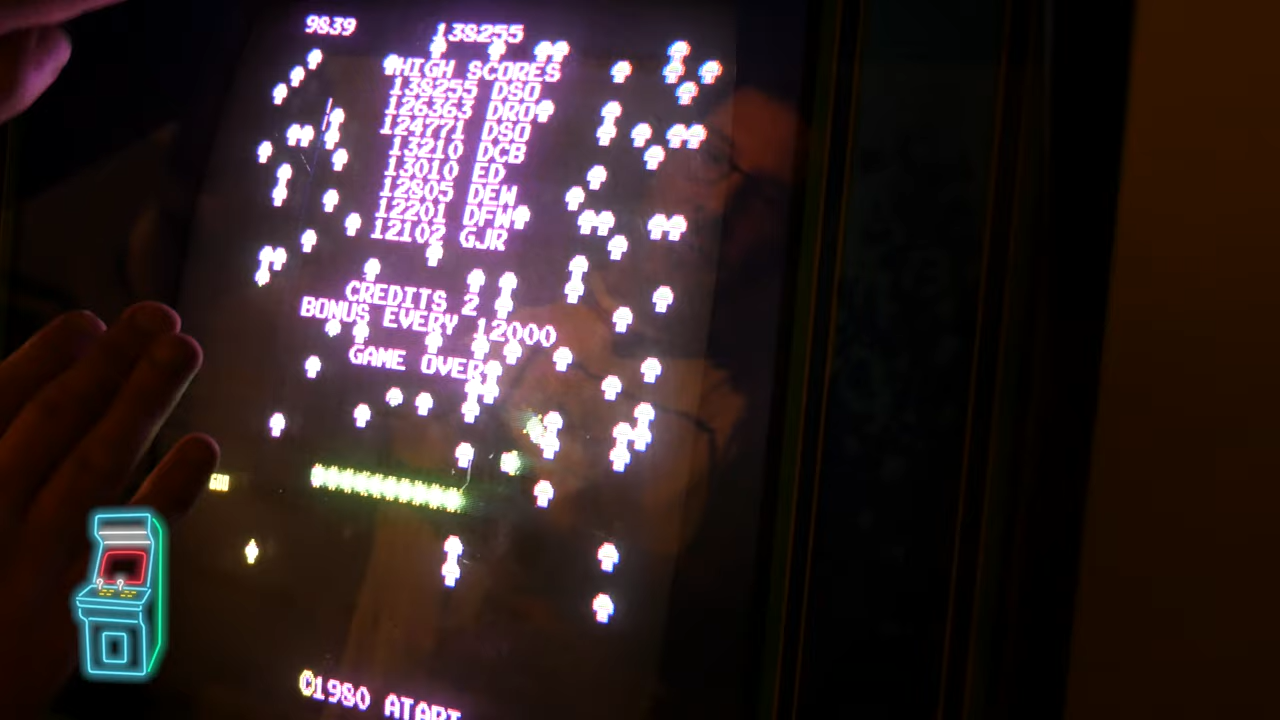 9839 138255
HIGH SCORES
138255 DSO
126363 DRO
124771 DSO
13210 DCB
13010 ED
12805 DEW
12201 DFW
12102 GJR
CREDITS 2
BONUS EVERY 12000
GAME OVER
600
©1980 ATARI